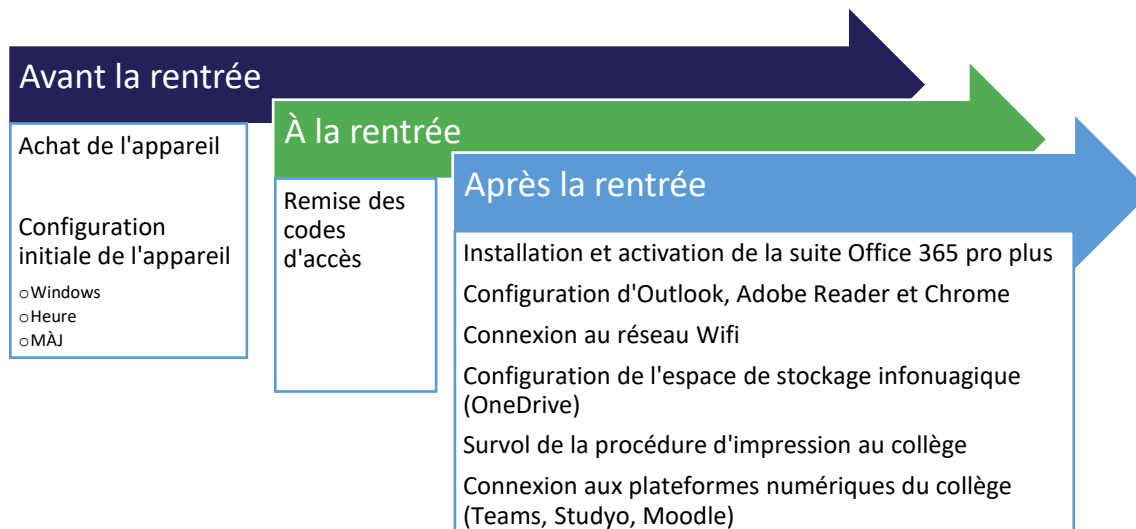 Avant la rentrée
Achat de l'appareil
Configuration
initiale de l'appareil
○Windows
○Heure
○MÀJ
À la rentrée
Remise des
codes
d'accès
Après la rentrée
Installation et activation de la suite Office 365 pro plus
Configuration d'Outlook, Adobe Reader et Chrome
Connexion au réseau Wifi
Configuration de l'espace de stockage infonuagique
(OneDrive)
Survol de la procédure d'impression au collège
Connexion aux plateformes numériques du collège
(Teams, Studyo, Moodle)